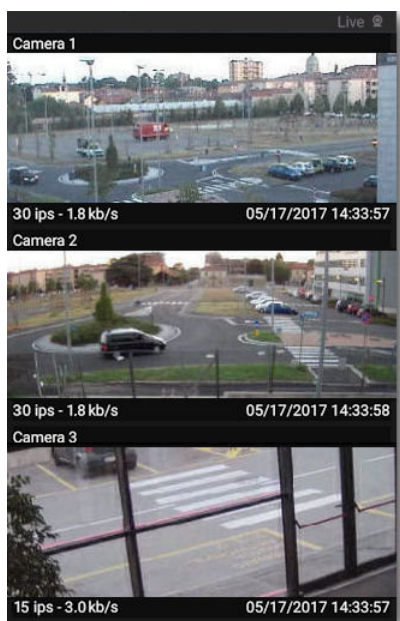 Live
Camera 1
30 ips - 1.8 kb/s 05/17/2017 14:33:57
Camera 2
30 ips - 1.8 kb/s 05/17/2017 14:33:58
Camera 3
15 ips - 3.0 kb/s 05/17/2017 14:33:57